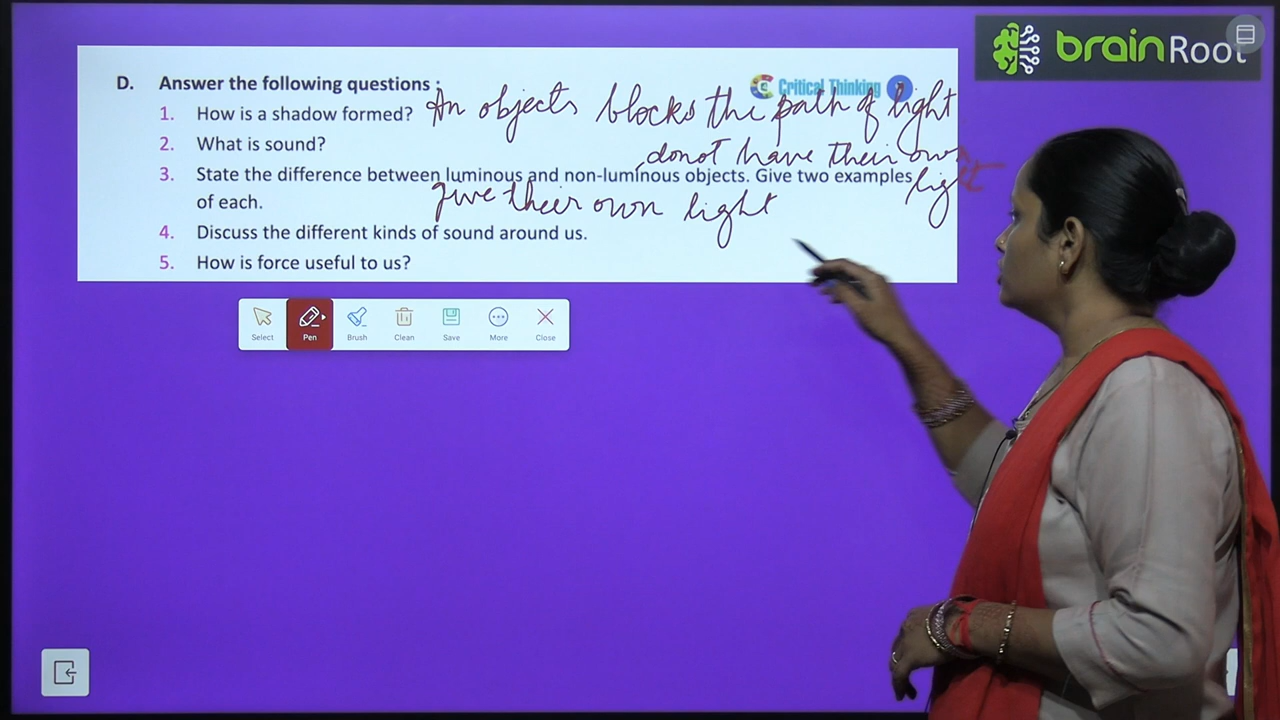 brainRoot
D. Answer the following questions :
Critical Thinking
1. How is a shadow formed? An objects blocks the path of light
2. What is sound?
donot have their own light
3. State the difference between luminous and non-luminous objects. Give two examples
of each.
give their own light
4. Discuss the different kinds of sound around us.
5. How is force useful to us?
Select Pen Brush Clean Save More Close